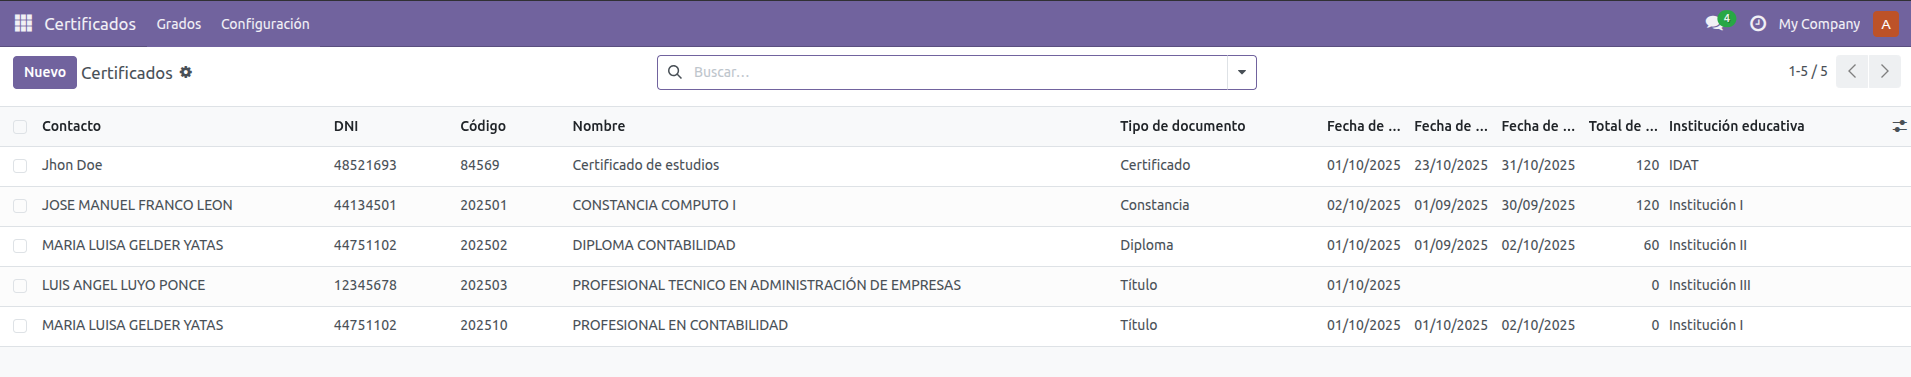 Certificados Grados Configuración 4 My Company A
Nuevo Certificados Buscar... 1-5 / 5
Contacto DNI Código Nombre Tipo de documento Fecha de ... Fecha de ... Fecha de ... Total de ... Institución educativa
Jhon Doe 48521693 84569 Certificado de estudios Certificado 01/10/2025 23/10/2025 31/10/2025 120 IDAT
JOSE MANUEL FRANCO LEON 44134501 202501 CONSTANCIA COMPUTO I Constancia 02/10/2025 01/09/2025 30/09/2025 120 Institución I
MARIA LUISA GELDER YATAS 44751102 202502 DIPLOMA CONTABILIDAD Diploma 01/10/2025 01/09/2025 02/10/2025 60 Institución II
LUIS ANGEL LUYO PONCE 12345678 202503 PROFESIONAL TECNICO EN ADMINISTRACIÓN DE EMPRESAS Título 01/10/2025 0 Institución III
MARIA LUISA GELDER YATAS 44751102 202510 PROFESIONAL EN CONTABILIDAD Título 01/10/2025 01/10/2025 02/10/2025 0 Institución I